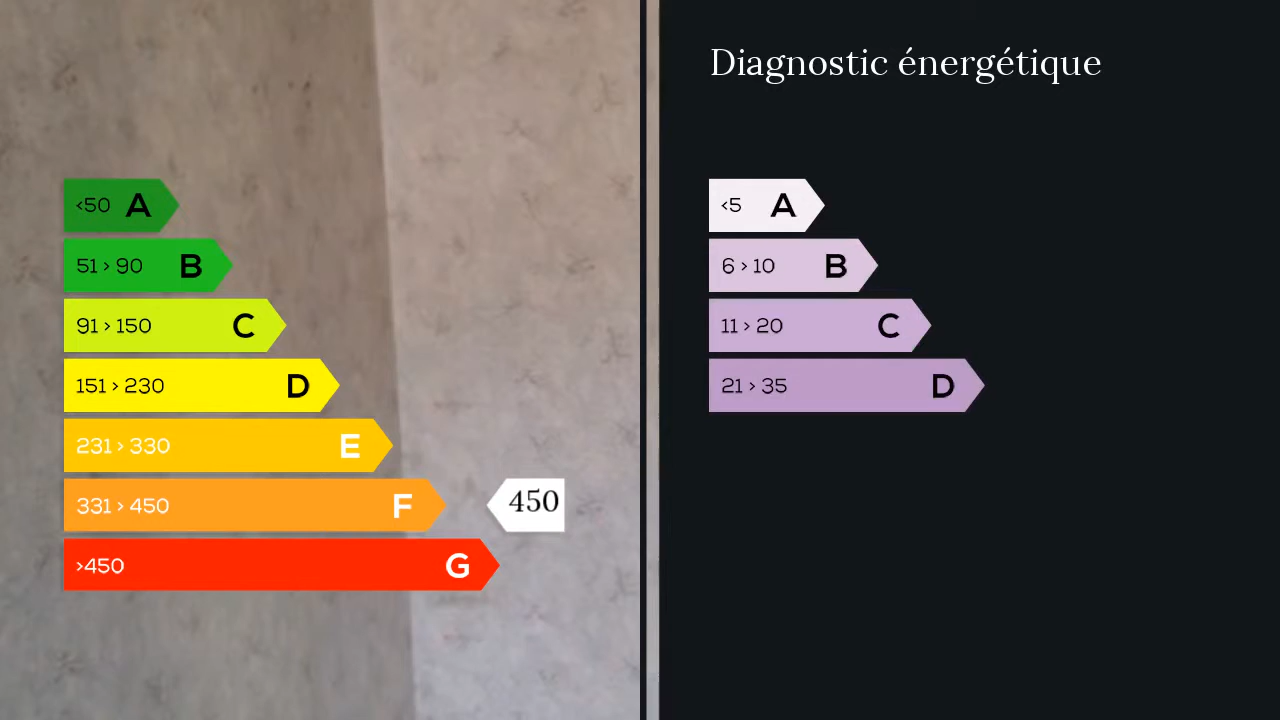 Diagnostic énergétique
<50 A
51 > 90 B
91 > 150 C
151 > 230 D
231 > 330 E
331 > 450 F
450
>450 G
<5 A
6 > 10 B
11 > 20 C
21 > 35 D